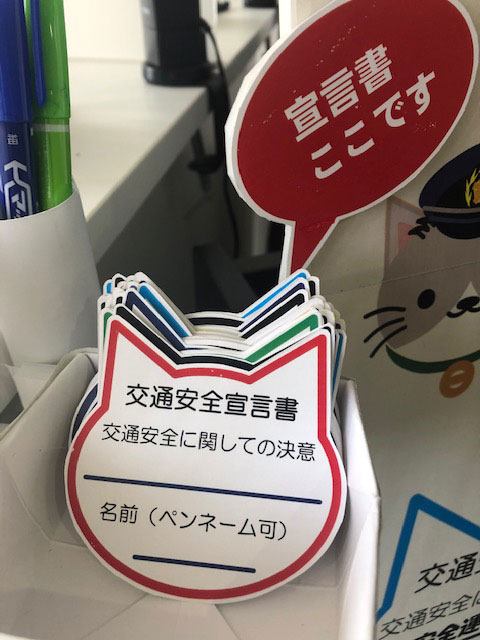 宣言書
ここです
交通安全宣言書
交通安全に関しての決意
名前（ペンネーム可）
交通
交通安全に